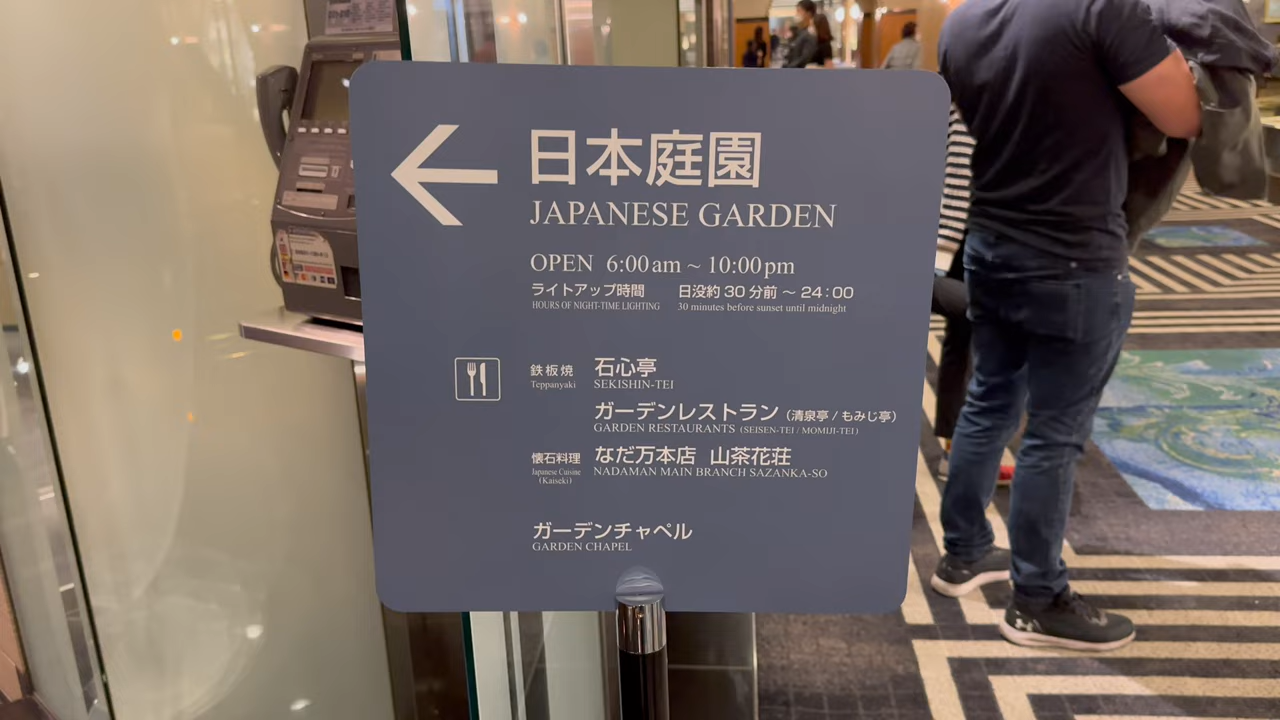 日本庭園
JAPANESE GARDEN
OPEN 6:00am ~ 10:00pm
ライトアップ時間 日没約30分前 ~ 24:00
HOURS OF NIGHT-TIME LIGHTING 30 minutes before sunset until midnight
鉄板焼 石心亭
Teppanyaki SEKISHIN-TEI
ガーデンレストラン (清泉亭 / もみじ亭)
GARDEN RESTAURANTS (SEISEN-TEI / MOMIJI-TEI)
懐石料理 なだ万本店 山茶花荘
Japanese Cuisine (Kaiseki) NADAMAN MAIN BRANCH SAZANKA-SO
ガーデンチャペル
GARDEN CHAPEL